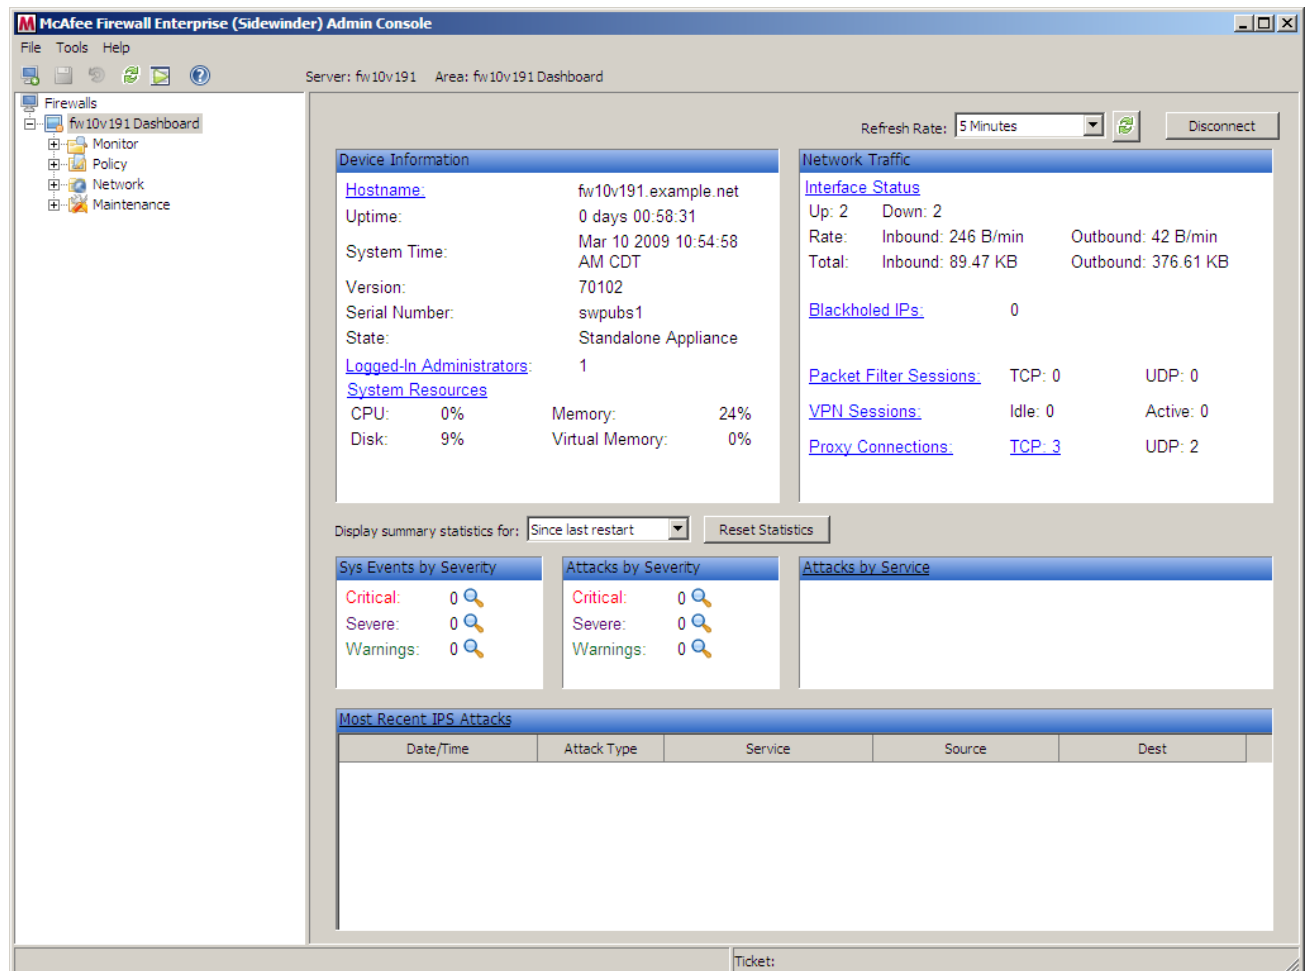 McAfee Firewall Enterprise (Sidewinder) Admin Console
File Tools Help
Server: fw10v191 Area: fw10v191 Dashboard
Firewalls
fw10v191 Dashboard
Monitor
Policy
Network
Maintenance
Refresh Rate: 5 Minutes Disconnect
Device Information
Hostname: fw10v191.example.net
Uptime: 0 days 00:58:31
System Time: Mar 10 2009 10:54:58
AM CDT
Version: 70102
Serial Number: swpubs1
State: Standalone Appliance
Logged-In Administrators: 1
System Resources
CPU: 0% Memory: 24%
Disk: 9% Virtual Memory: 0%
Network Traffic
Interface Status
Up: 2 Down: 2
Rate: Inbound: 246 B/min Outbound: 42 B/min
Total: Inbound: 89.47 KB Outbound: 376.61 KB
Blackholed IPs: 0
Packet Filter Sessions: TCP: 0 UDP: 0
VPN Sessions: Idle: 0 Active: 0
Proxy Connections: TCP: 3 UDP: 2
Display summary statistics for: Since last restart Reset Statistics
Sys Events by Severity
Critical: 0
Severe: 0
Warnings: 0
Attacks by Severity
Critical: 0
Severe: 0
Warnings: 0
Attacks by Service
Most Recent IPS Attacks
Date/Time Attack Type Service Source Dest
Ticket: